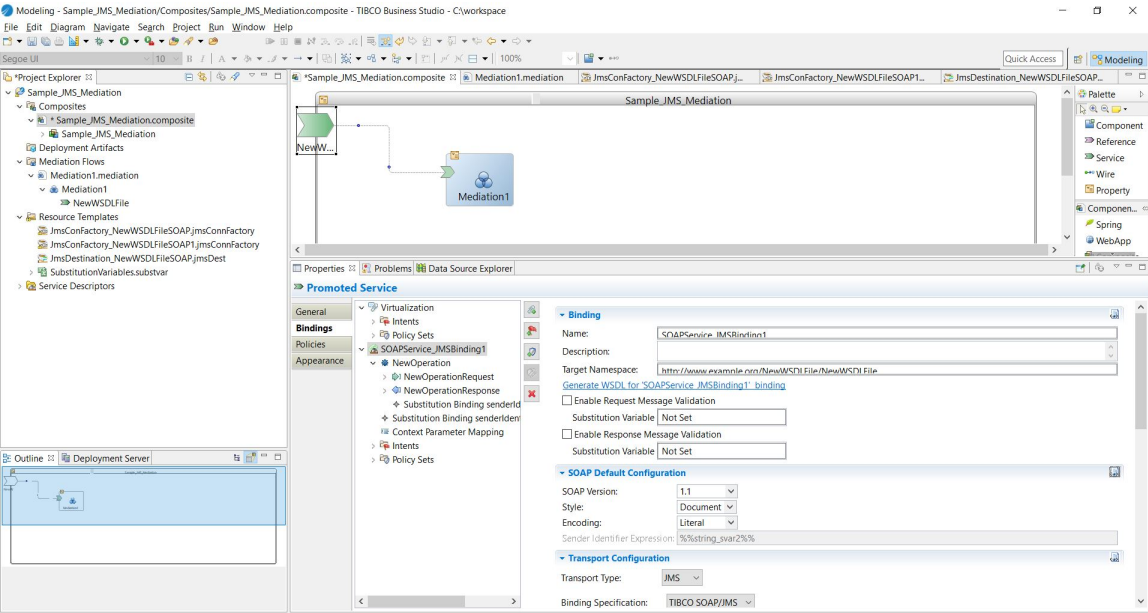 Modeling - Sample_JMS_Mediation/Composites/Sample_JMS_Mediation.composite - TIBCO Business Studio - C:\workspace
File Edit Diagram Navigate Search Project Run Window Help
Segoe UI 10 B I A 100% Quick Access Modeling
*Project Explorer
Sample_JMS_Mediation
Composites
* Sample_JMS_Mediation.composite
Sample_JMS_Mediation
Deployment Artifacts
Mediation Flows
Mediation1.mediation
Mediation1
NewWSDLFile
Resource Templates
JmsConFactory_NewWSDLFileSOAP.jmsConnFactory
JmsConFactory_NewWSDLFileSOAP1.jmsConnFactory
JmsDestination_NewWSDLFileSOAP.jmsDest
SubstitutionVariables.substvar
Service Descriptors
Outline Deployment Server
Sample_JMS_Mediation
*Sample_JMS_Mediation.composite Mediation1.mediation JmsConFactory_NewWSDLFileSOAP.j... JmsConFactory_NewWSDLFileSOAP1... JmsDestination_NewWSDLFileSOAP...
Sample_JMS_Mediation
NewW...
Mediation1
Palette
Component
Reference
Service
Wire
Property
Componen...
Spring
WebApp
Properties Problems Data Source Explorer
Promoted Service
General
Bindings
Policies
Appearance
Virtualization
Intents
Policy Sets
SOAPService_JMSBinding1
NewOperation
NewOperationRequest
NewOperationResponse
Substitution Binding senderId
Substitution Binding senderIden
Context Parameter Mapping
Intents
Policy Sets
Binding
Name: SOAPService_JMSBinding1
Description:
Target Namespace: http://www.example.org/NewWSDLFile/NewWSDLFile
Generate WSDL for 'SOAPService_JMSBinding1' binding
Enable Request Message Validation
Substitution Variable Not Set
Enable Response Message Validation
Substitution Variable Not Set
SOAP Default Configuration
SOAP Version: 1.1
Style: Document
Encoding: Literal
Sender Identifier Expression: %%string_svar2%%
Transport Configuration
Transport Type: JMS
Binding Specification: TIBCO SOAP/JMS